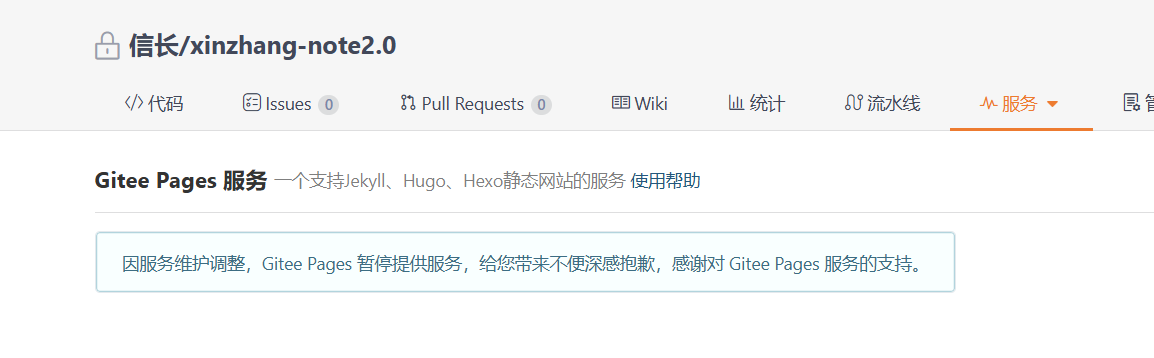 信长/xinzhang-note2.0
代码 Issues 0 Pull Requests 0 Wiki 统计 流水线 服务
Gitee Pages 服务 一个支持Jekyll、Hugo、Hexo静态网站的服务 使用帮助
因服务维护调整，Gitee Pages 暂停提供服务，给您带来不便深感抱歉，感谢对 Gitee Pages 服务的支持。